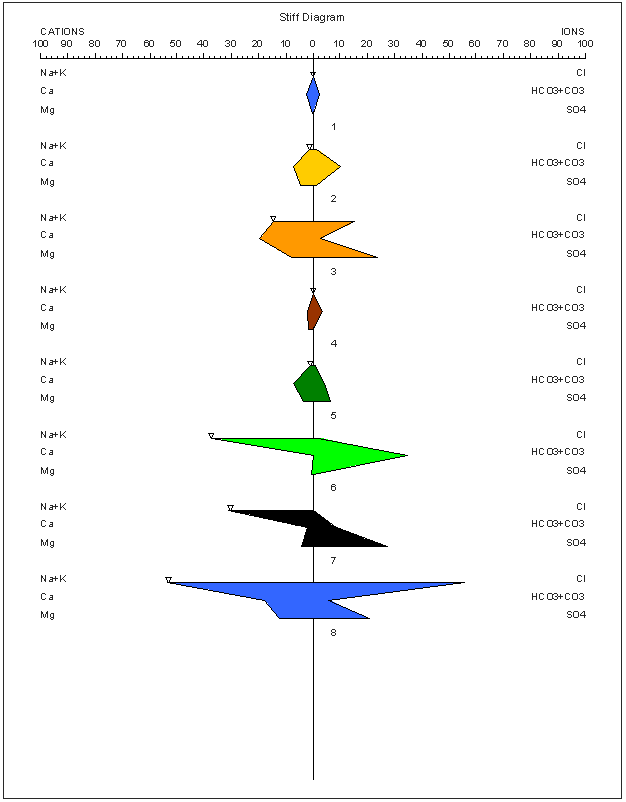 Stiff Diagram
CATIONS IONS
100 90 80 70 60 50 40 30 20 10 0 10 20 30 40 50 60 70 80 90 100
Na+K Cl
Ca HCO3+CO3
Mg SO4
1
Na+K Cl
Ca HCO3+CO3
Mg SO4
2
Na+K Cl
Ca HCO3+CO3
Mg SO4
3
Na+K Cl
Ca HCO3+CO3
Mg SO4
4
Na+K Cl
Ca HCO3+CO3
Mg SO4
5
Na+K Cl
Ca HCO3+CO3
Mg SO4
6
Na+K Cl
Ca HCO3+CO3
Mg SO4
7
Na+K Cl
Ca HCO3+CO3
Mg SO4
8